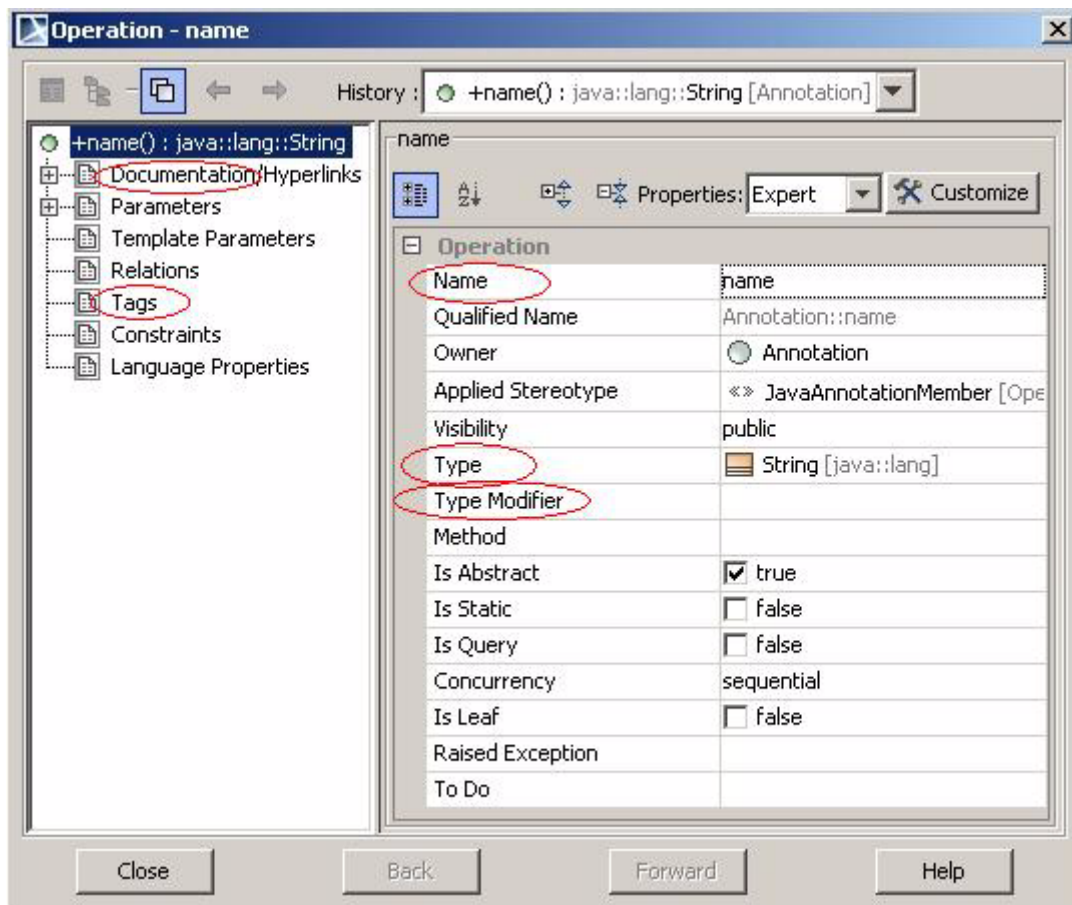 Operation - name
History : +name() : java::lang::String [Annotation]
+name() : java::lang::String
Documentation/Hyperlinks
Parameters
Template Parameters
Relations
Tags
Constraints
Language Properties
name
Properties: Expert Customize
Operation
Name name
Qualified Name Annotation::name
Owner Annotation
Applied Stereotype «» JavaAnnotationMember [Ope
Visibility public
Type String [java::lang]
Type Modifier
Method
Is Abstract true
Is Static false
Is Query false
Concurrency sequential
Is Leaf false
Raised Exception
To Do
Close Back Forward Help